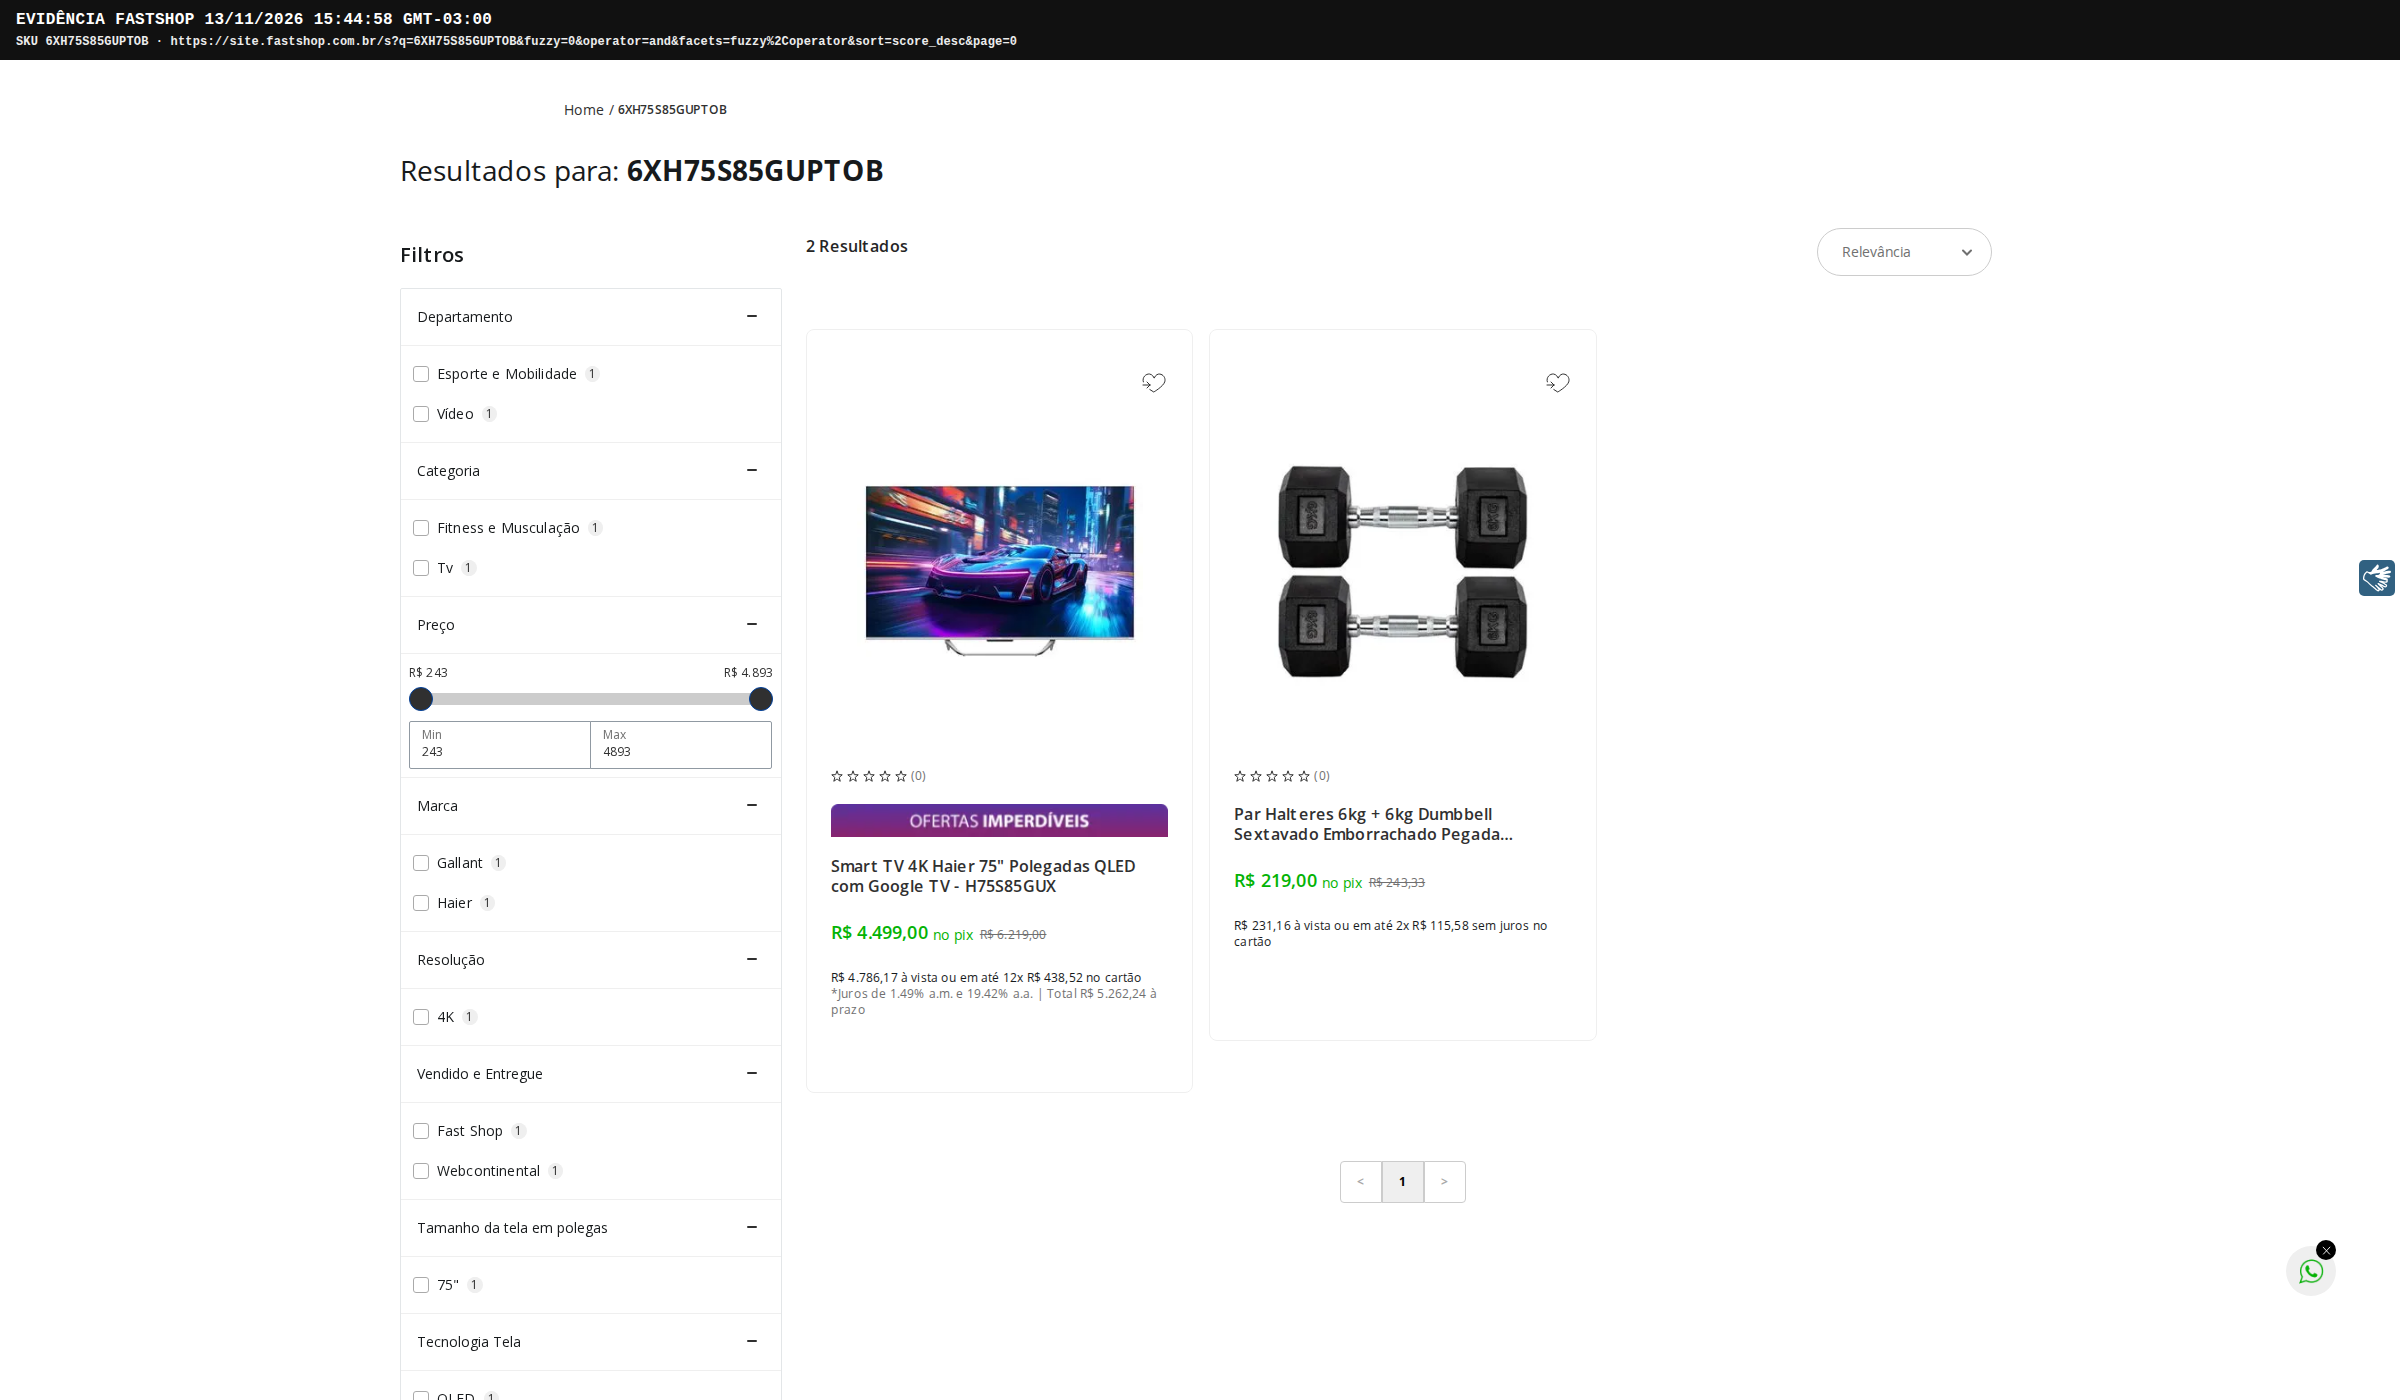 EVIDÊNCIA FASTSHOP 13/11/2026 15:44:58 GMT-03:00
SKU 6XH75S85GUPTOB · https://site.fastshop.com.br/s?q=6XH75S85GUPTOB&fuzzy=0&operator=and&facets=fuzzy%2Coperator&sort=score_desc&page=0
Home / 6XH75S85GUPTOB
Resultados para: 6XH75S85GUPTOB
Filtros
2 Resultados
Relevância
Departamento
Esporte e Mobilidade 1
Vídeo 1
Categoria
Fitness e Musculação 1
Tv 1
Preço
R$ 243 R$ 4.893
Min Max
243 4893
Marca
Gallant 1
Haier 1
Resolução
4K 1
Vendido e Entregue
Fast Shop 1
Webcontinental 1
Tamanho da tela em polegas
75" 1
Tecnologia Tela
QLED 1
(0)
OFERTAS IMPERDÍVEIS
Smart TV 4K Haier 75" Polegadas QLED
com Google TV - H75S85GUX
R$ 4.499,00 no pix R$ 6.219,00
R$ 4.786,17 à vista ou em até 12x R$ 438,52 no cartão
*Juros de 1.49% a.m. e 19.42% a.a. | Total R$ 5.262,24 à
prazo
6KG 6KG
6KG 6KG
(0)
Par Halteres 6kg + 6kg Dumbbell
Sextavado Emborrachado Pegada...
R$ 219,00 no pix R$ 243,33
R$ 231,16 à vista ou em até 2x R$ 115,58 sem juros no
cartão
< 1 >